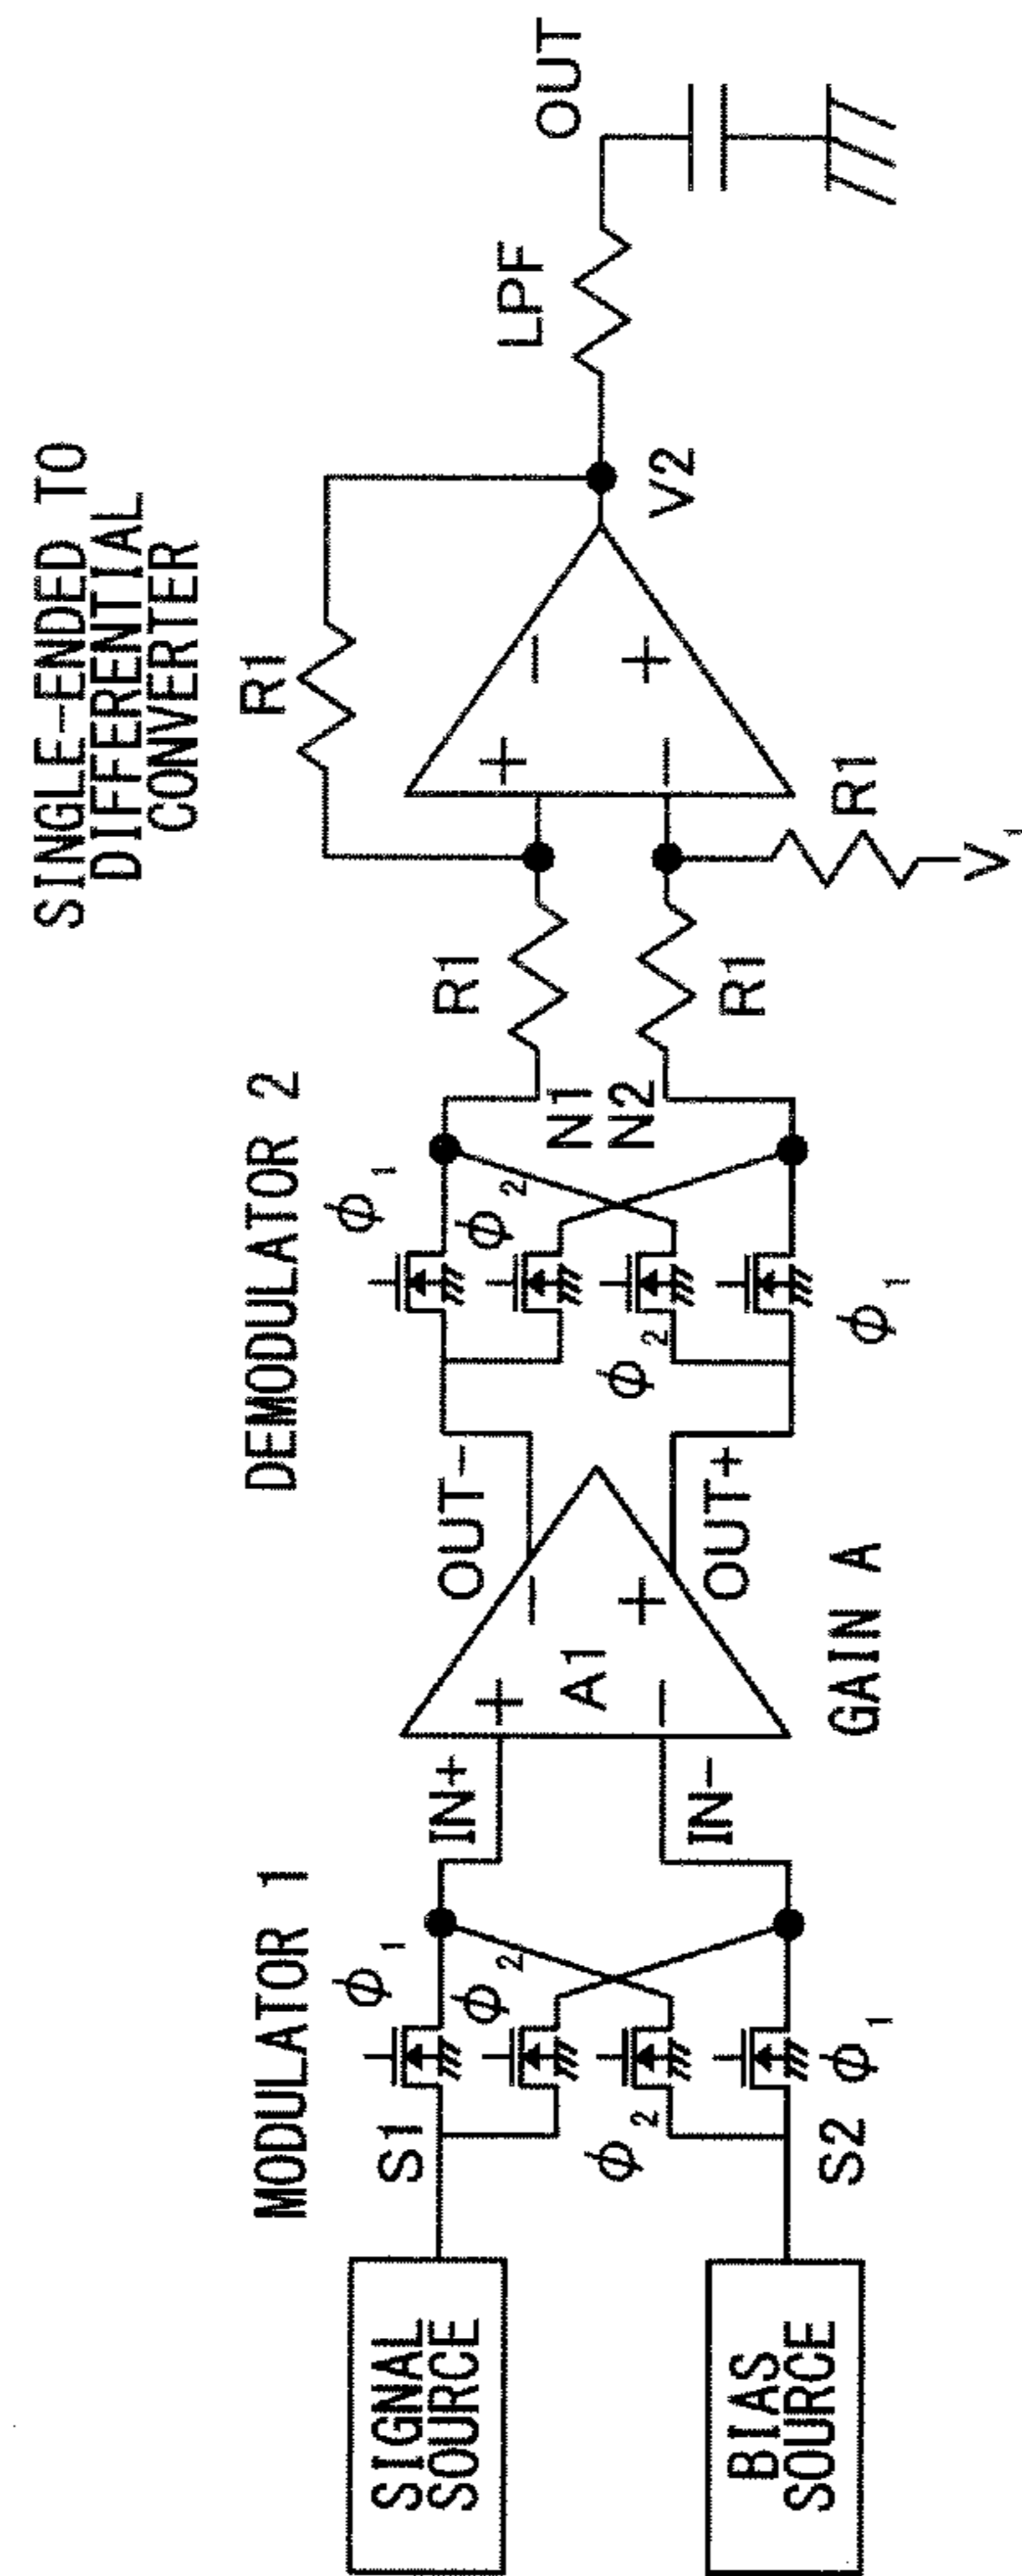 SIGNAL
SOURCE
BIAS
SOURCE
MODULATOR 1
S1
S2
ϕ1
ϕ2
ϕ2
ϕ1
IN+
IN-
+
-
A1
-
+
GAIN A
OUT-
OUT+
DEMODULATOR 2
ϕ1
ϕ2
ϕ2
ϕ1
N1
N2
R1
R1
SINGLE-ENDED TO
DIFFERENTIAL
CONVERTER
R1
+
-
-
+
R1
V1
V2
LPF
OUT